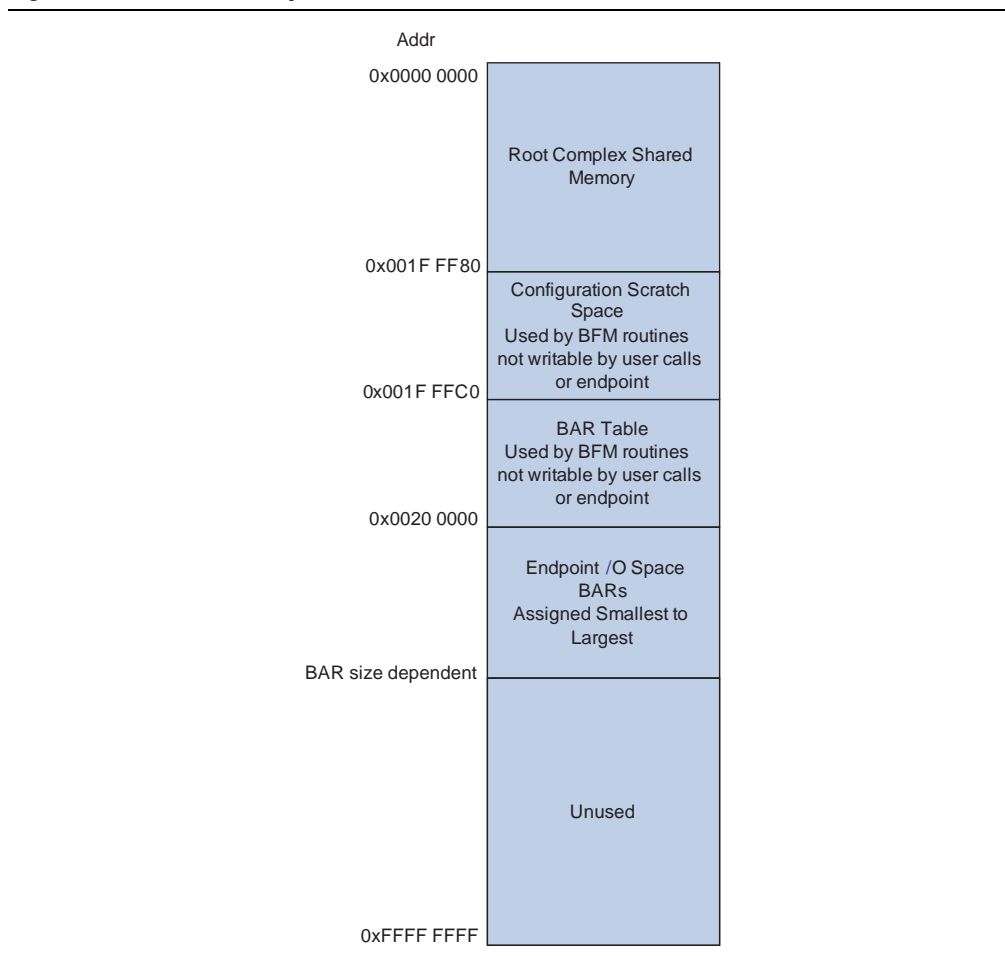 Addr
0x0000 0000
Root Complex Shared
Memory
0x001F FF80
Configuration Scratch
Space
Used by BFM routines
not writable by user calls
or endpoint
0x001F FFC0
BAR Table
Used by BFM routines
not writable by user calls
or endpoint
0x0020 0000
Endpoint /O Space
BARs
Assigned Smallest to
Largest
BAR size dependent
Unused
0xFFFF FFFF